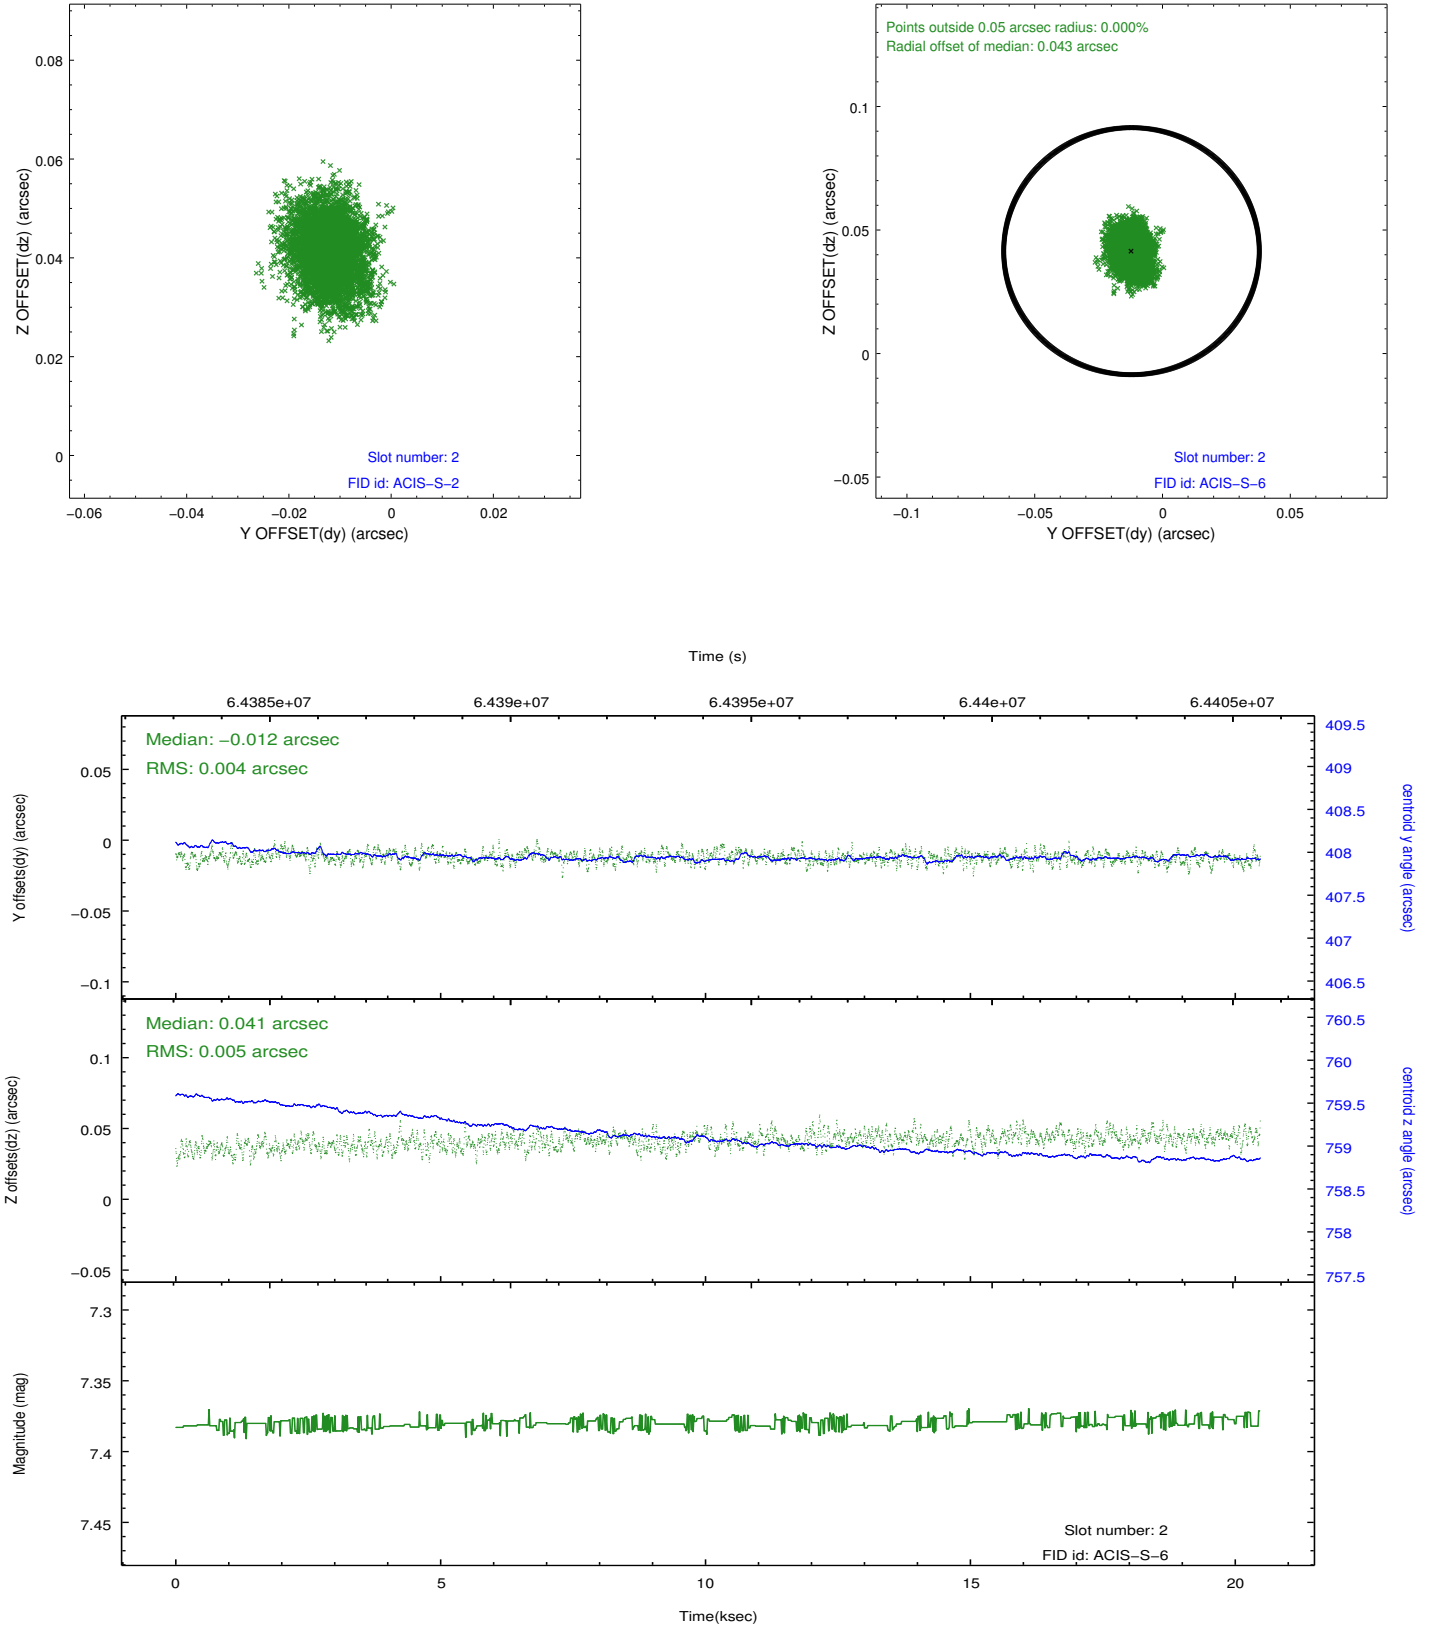 0.08
0.06
0.04
0.02
0
Z OFFSET(dz) (arcsec)
Slot number: 2
FID id: ACIS−S−2
−0.06
−0.04
−0.02
0
0.02
Y OFFSET(dy) (arcsec)
Points outside 0.05 arcsec radius: 0.000%
Radial offset of median: 0.043 arcsec
0.1
0.05
0
−0.05
Z OFFSET(dz) (arcsec)
Slot number: 2
FID id: ACIS−S−6
−0.1
−0.05
0
0.05
Y OFFSET(dy) (arcsec)
Time (s)
6.4385e+07
6.439e+07
6.4395e+07
6.44e+07
6.4405e+07
Median: −0.012 arcsec
RMS: 0.004 arcsec
0.05
0
−0.05
−0.1
Y offsets(dy) (arcsec)
409.5
409
408.5
408
407.5
407
406.5
centroid y angle (arcsec)
Median: 0.041 arcsec
RMS: 0.005 arcsec
0.1
0.05
0
−0.05
Z offsets(dz) (arcsec)
760.5
760
759.5
759
758.5
758
757.5
centroid z angle (arcsec)
7.3
7.35
7.4
7.45
Magnitude (mag)
Slot number: 2
FID id: ACIS−S−6
0
5
10
15
20
Time(ksec)